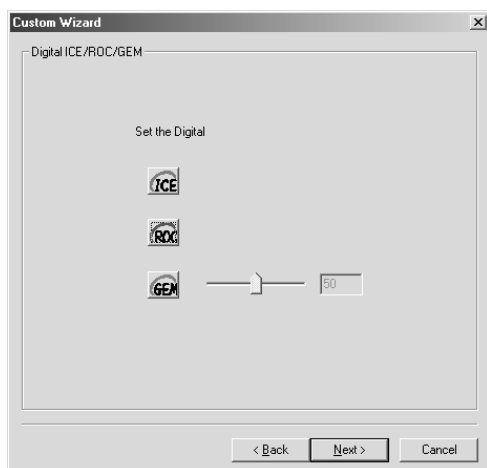 Custom Wizard
Digital ICE/ROC/GEM
Set the Digital
ICE
ROC
GEM 50
< Back Next > Cancel